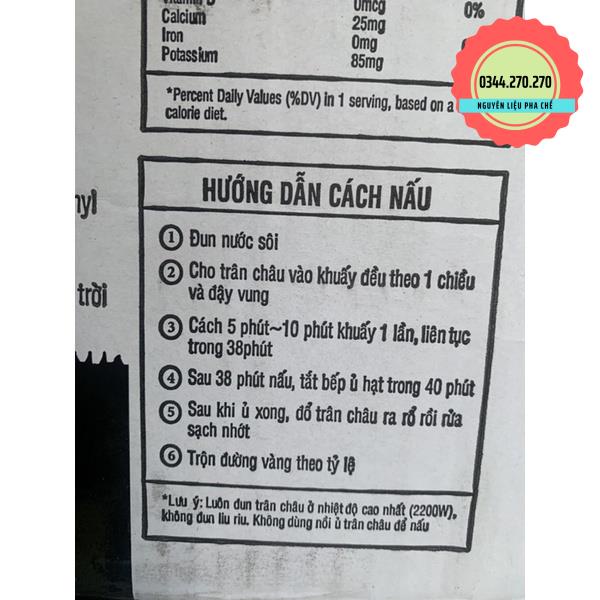 0mcg 0%
Calcium 25mg
Iron 0mg
Potassium 85mg
*Percent Daily Values (%DV) in 1 serving, based on a
calorie diet.
0344.270.270
NGUYÊN LIỆU PHA CHẾ
trời
HƯỚNG DẪN CÁCH NẤU
1 Đun nước sôi
2 Cho trân châu vào khuấy đều theo 1 chiều
và đậy vung
3 Cách 5 phút~10 phút khuấy 1 lần, liên tục
trong 38phút
4 Sau 38 phút nấu, tắt bếp ủ hạt trong 40 phút
5 Sau khi ủ xong, đổ trân châu ra rổ rồi rửa
sạch nhớt
6 Trộn đường vàng theo tỷ lệ
*Lưu ý: Luôn đun trân châu ở nhiệt độ cao nhất (2200W),
không đun liu riu. Không dùng nồi ủ trân châu để nấu